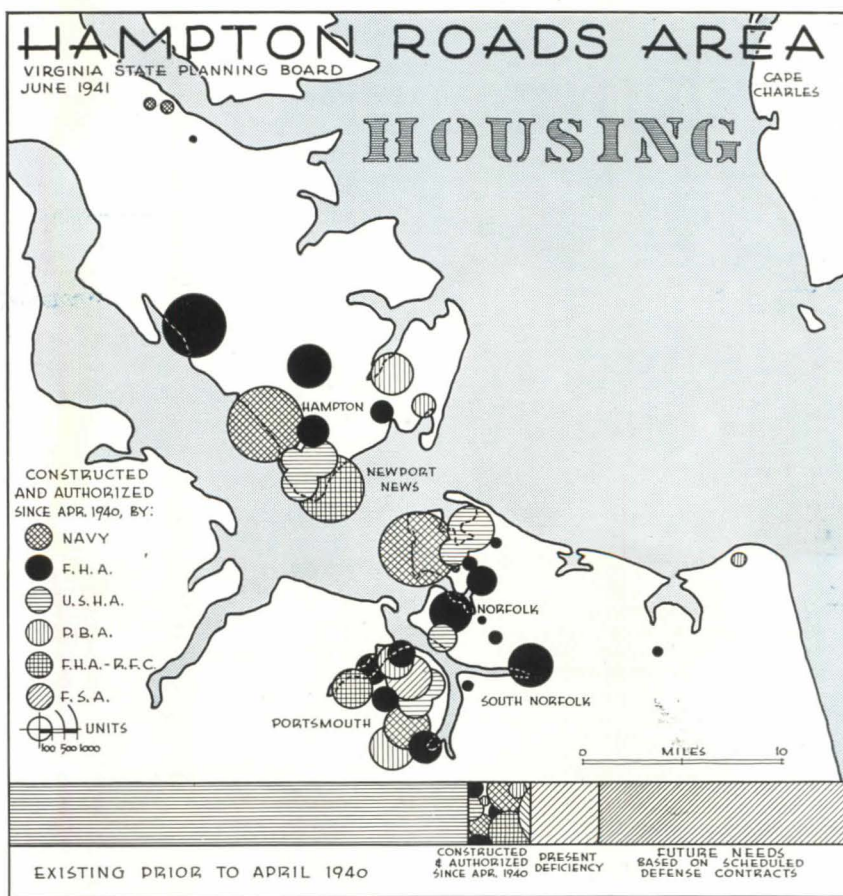 HAMPTON ROADS AREA
VIRGINIA STATE PLANNING BOARD
JUNE 1941
CAPE
CHARLES
HOUSING
HAMPTON
NEWPORT
NEWS
CONSTRUCTED
AND AUTHORIZED
SINCE APR. 1940, BY:
NAVY
F.H.A.
U.S.H.A.
P.B.A.
F.H.A.-R.F.C.
F.S.A.
UNITS
100 500 1000
NORFOLK
SOUTH NORFOLK
PORTSMOUTH
0 MILES 10
EXISTING PRIOR TO APRIL 1940
CONSTRUCTED
& AUTHORIZED
SINCE APR. 1940
PRESENT
DEFICIENCY
FUTURE NEEDS
BASED ON SCHEDULED
DEFENSE CONTRACTS